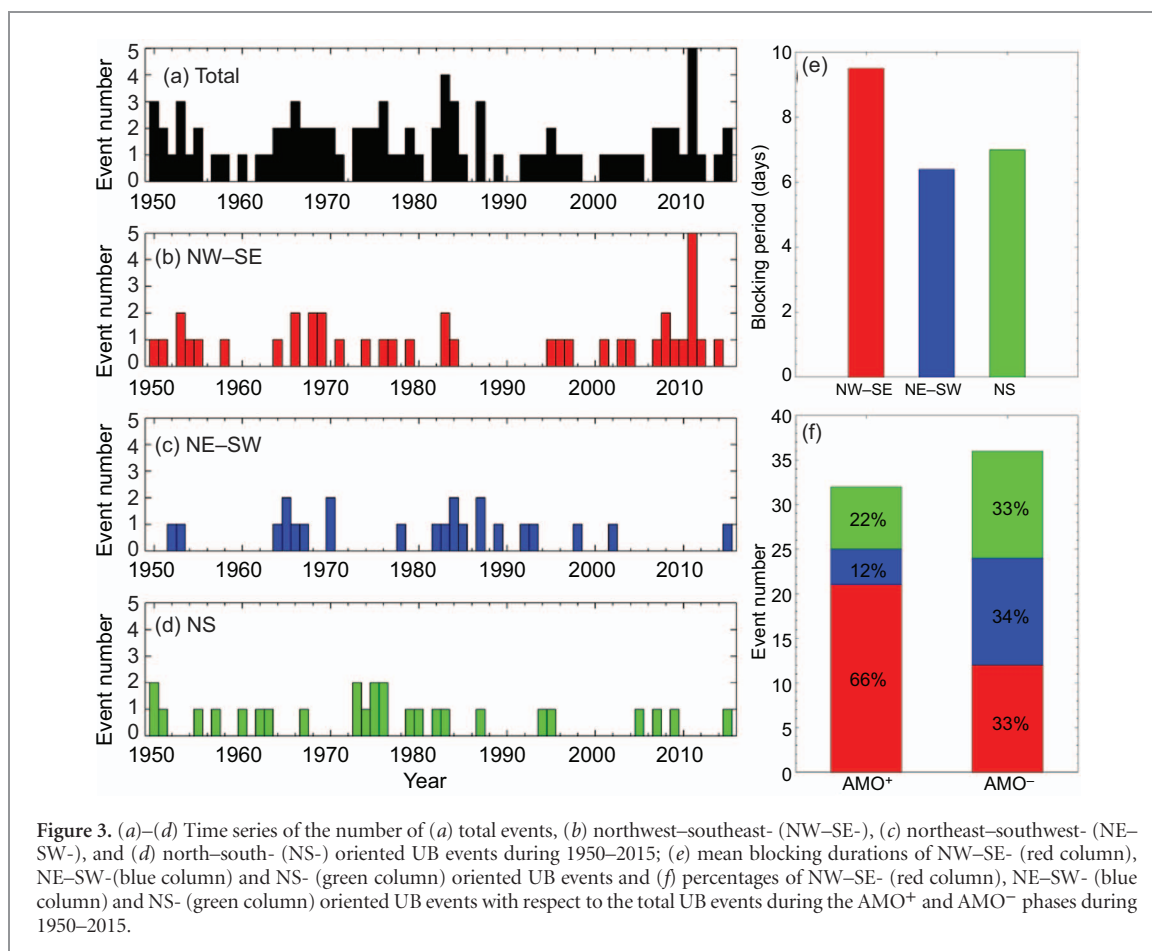 (a) Total
Event number
5
4
3
2
1
0
1950 1960 1970 1980 1990 2000 2010
(b) NW–SE
Event number
5
4
3
2
1
0
1950 1960 1970 1980 1990 2000 2010
(c) NE–SW
Event number
5
4
3
2
1
0
1950 1960 1970 1980 1990 2000 2010
(d) NS
Event number
5
4
3
2
1
0
1950 1960 1970 1980 1990 2000 2010
Year
(e)
Blocking period (days)
10
8
6
4
2
0
NW–SE NE–SW NS
(f)
Event number
40
35
30
25
20
15
10
5
0
22%
12%
66%
33%
34%
33%
AMO⁺ AMO⁻
Figure 3. (a)–(d) Time series of the number of (a) total events, (b) northwest–southeast- (NW–SE-), (c) northeast–southwest- (NE–
SW-), and (d) north–south- (NS-) oriented UB events during 1950–2015; (e) mean blocking durations of NW–SE- (red column),
NE–SW-(blue column) and NS- (green column) oriented UB events and (f) percentages of NW–SE- (red column), NE–SW- (blue
column) and NS- (green column) oriented UB events with respect to the total UB events during the AMO⁺ and AMO⁻ phases during
1950–2015.